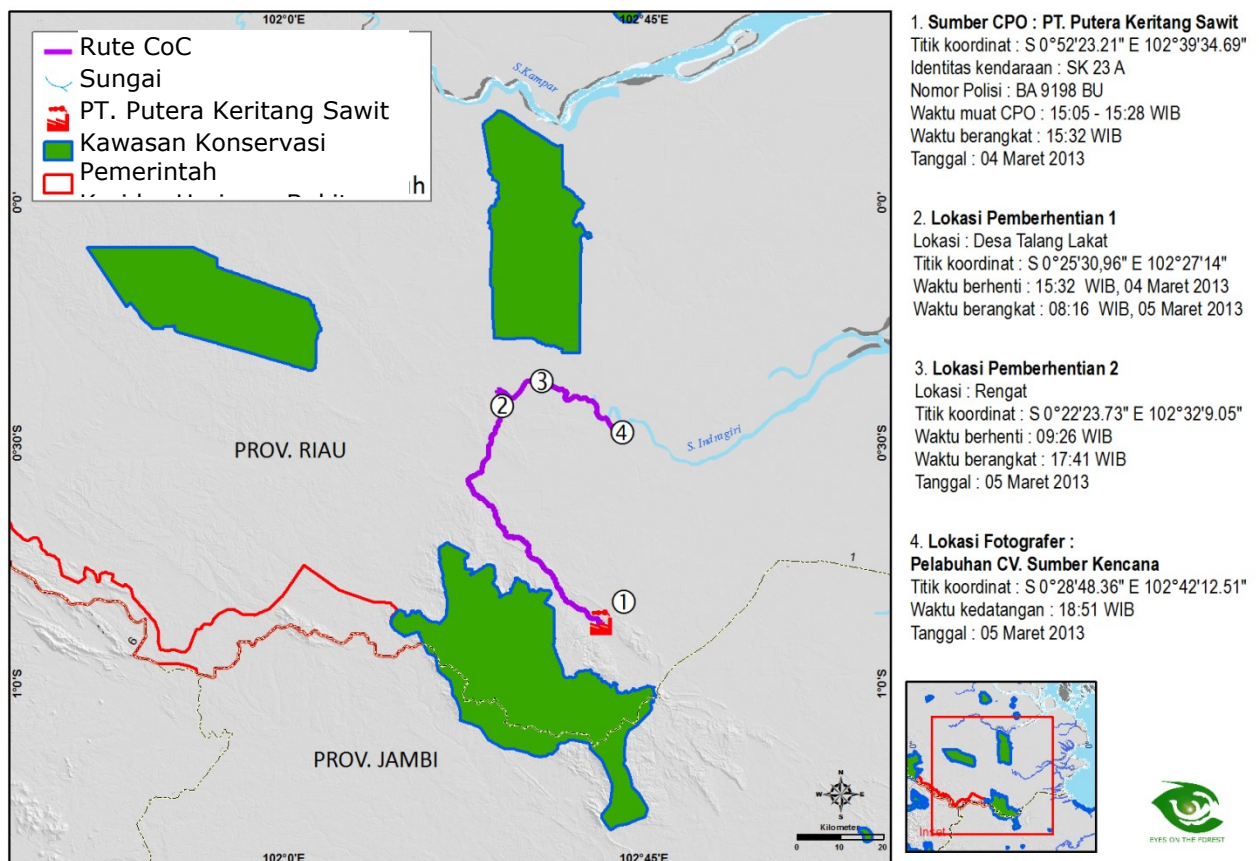 102°0'E
102°45'E
Rute CoC
Sungai
PT. Putera Keritang Sawit
Kawasan Konservasi
Pemerintah
S.Kampar
0°0'
0°0'
PROV. RIAU
0°30'S
0°30'S
S. Indragiri
1
2
3
4
1
6
1°0'S
1°0'S
PROV. JAMBI
N
W E
S
Kilometer
0 10 20
102°0'E
102°45'E
1. Sumber CPO : PT. Putera Keritang Sawit
Titik koordinat : S 0°52'23.21" E 102°39'34.69"
Identitas kendaraan : SK 23 A
Nomor Polisi : BA 9198 BU
Waktu muat CPO : 15:05 - 15:28 WIB
Waktu berangkat : 15:32 WIB
Tanggal : 04 Maret 2013
2. Lokasi Pemberhentian 1
Lokasi : Desa Talang Lakat
Titik koordinat : S 0°25'30,96" E 102°27'14"
Waktu berhenti : 15:32 WIB, 04 Maret 2013
Waktu berangkat : 08:16 WIB, 05 Maret 2013
3. Lokasi Pemberhentian 2
Lokasi : Rengat
Titik koordinat : S 0°22'23.73" E 102°32'9.05"
Waktu berhenti : 09:26 WIB
Waktu berangkat : 17:41 WIB
Tanggal : 05 Maret 2013
4. Lokasi Fotografer :
Pelabuhan CV. Sumber Kencana
Titik koordinat : S 0°28'48.36" E 102°42'12.51"
Waktu kedatangan : 18:51 WIB
Tanggal : 05 Maret 2013
Inset
EYES ON THE FOREST